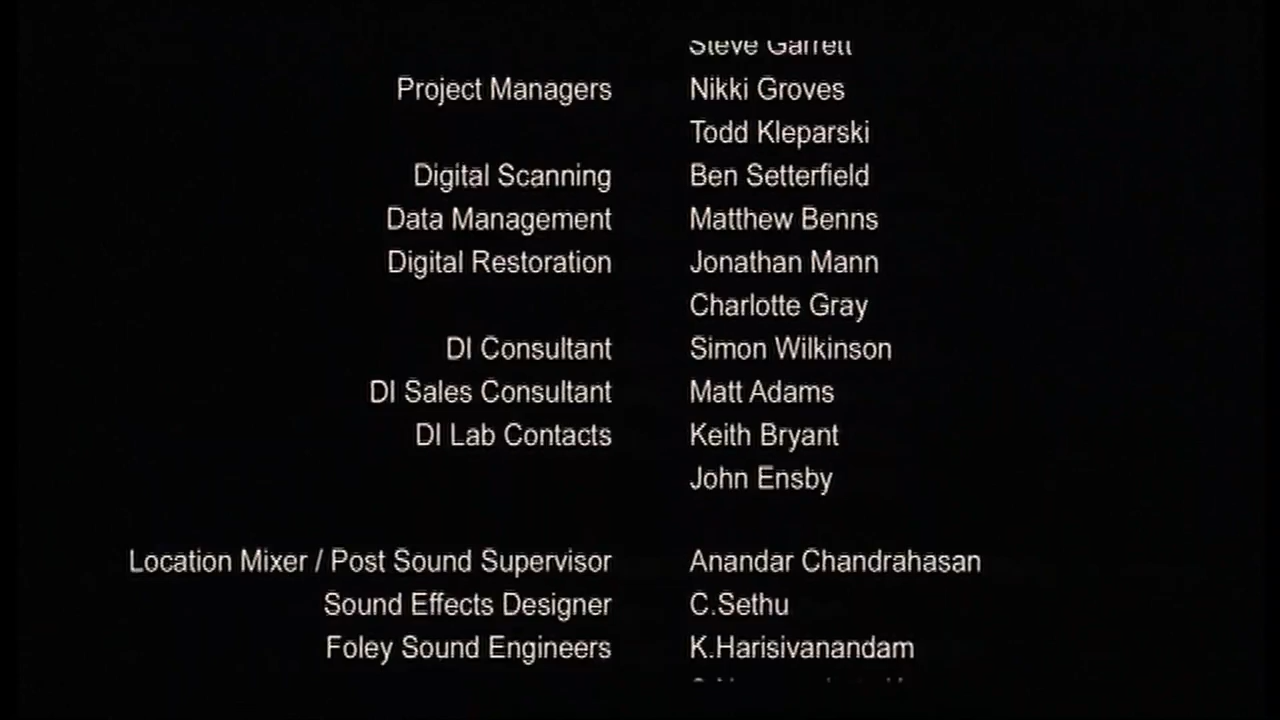 Steve Garrett
Project Managers Nikki Groves
Todd Kleparski
Digital Scanning Ben Setterfield
Data Management Matthew Benns
Digital Restoration Jonathan Mann
Charlotte Gray
DI Consultant Simon Wilkinson
DI Sales Consultant Matt Adams
DI Lab Contacts Keith Bryant
John Ensby
Location Mixer / Post Sound Supervisor Anandar Chandrahasan
Sound Effects Designer C.Sethu
Foley Sound Engineers K.Harisivanandam